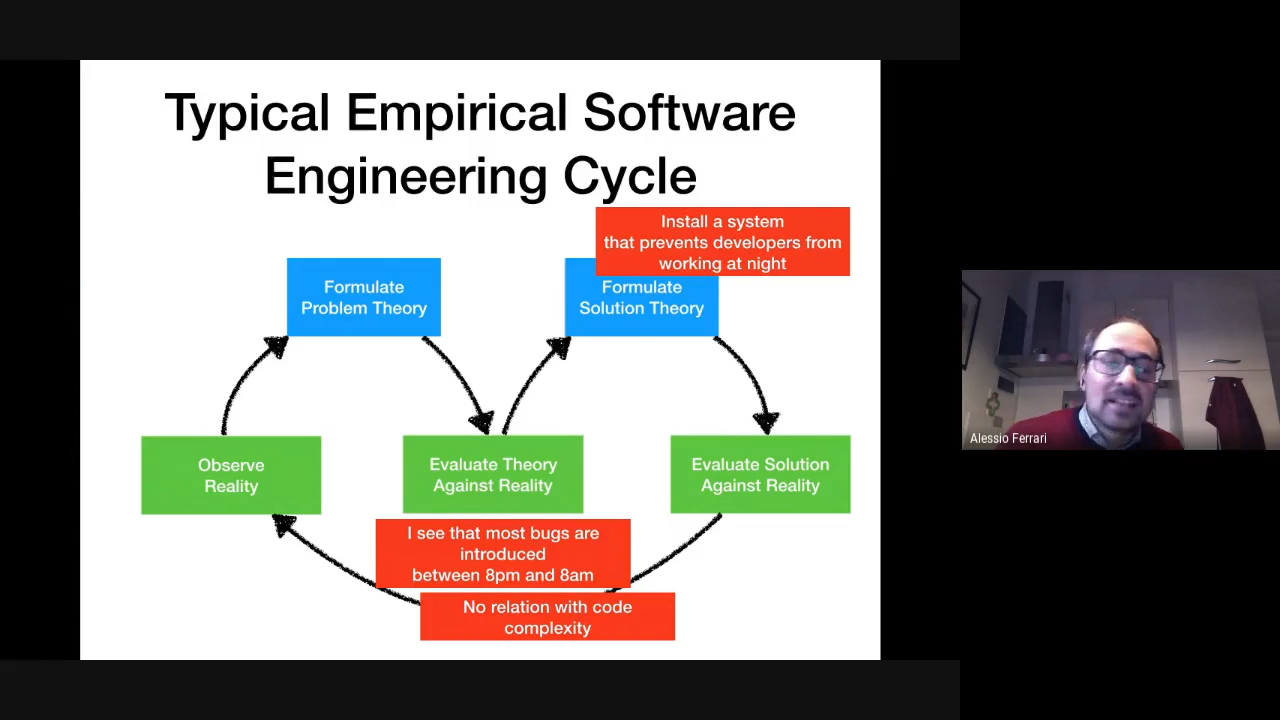 Typical Empirical Software
Engineering Cycle
Install a system
that prevents developers from
working at night
Formulate
Problem Theory
Formulate
Solution Theory
Observe
Reality
Evaluate Theory
Against Reality
Evaluate Solution
Against Reality
I see that most bugs are
introduced
between 8pm and 8am
No relation with code
complexity
Alessio Ferrari